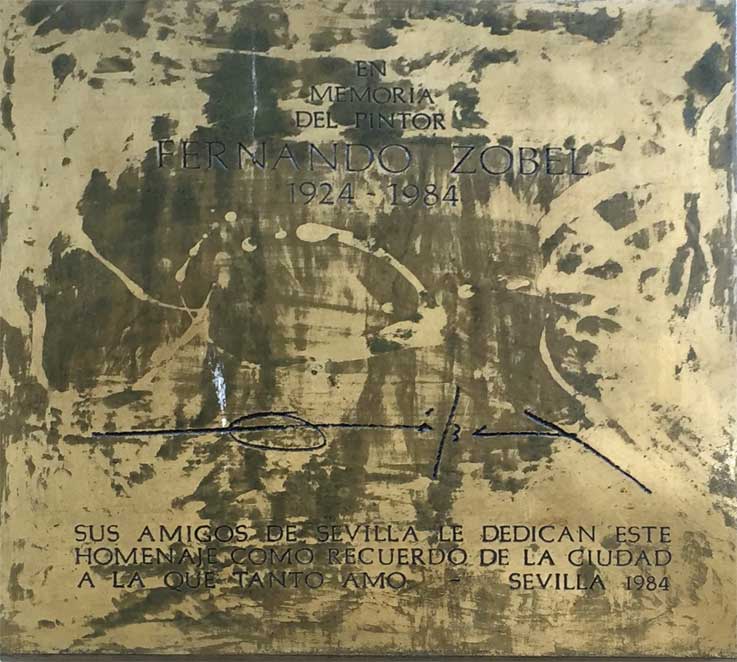 EN
MEMORIA
DEL PINTOR
FERNANDO ZOBEL
1924 - 1984
SUS AMIGOS DE SEVILLA LE DEDICAN ESTE
HOMENAJE COMO RECUERDO DE LA CIUDAD
A LA QUE TANTO AMO - SEVILLA 1984